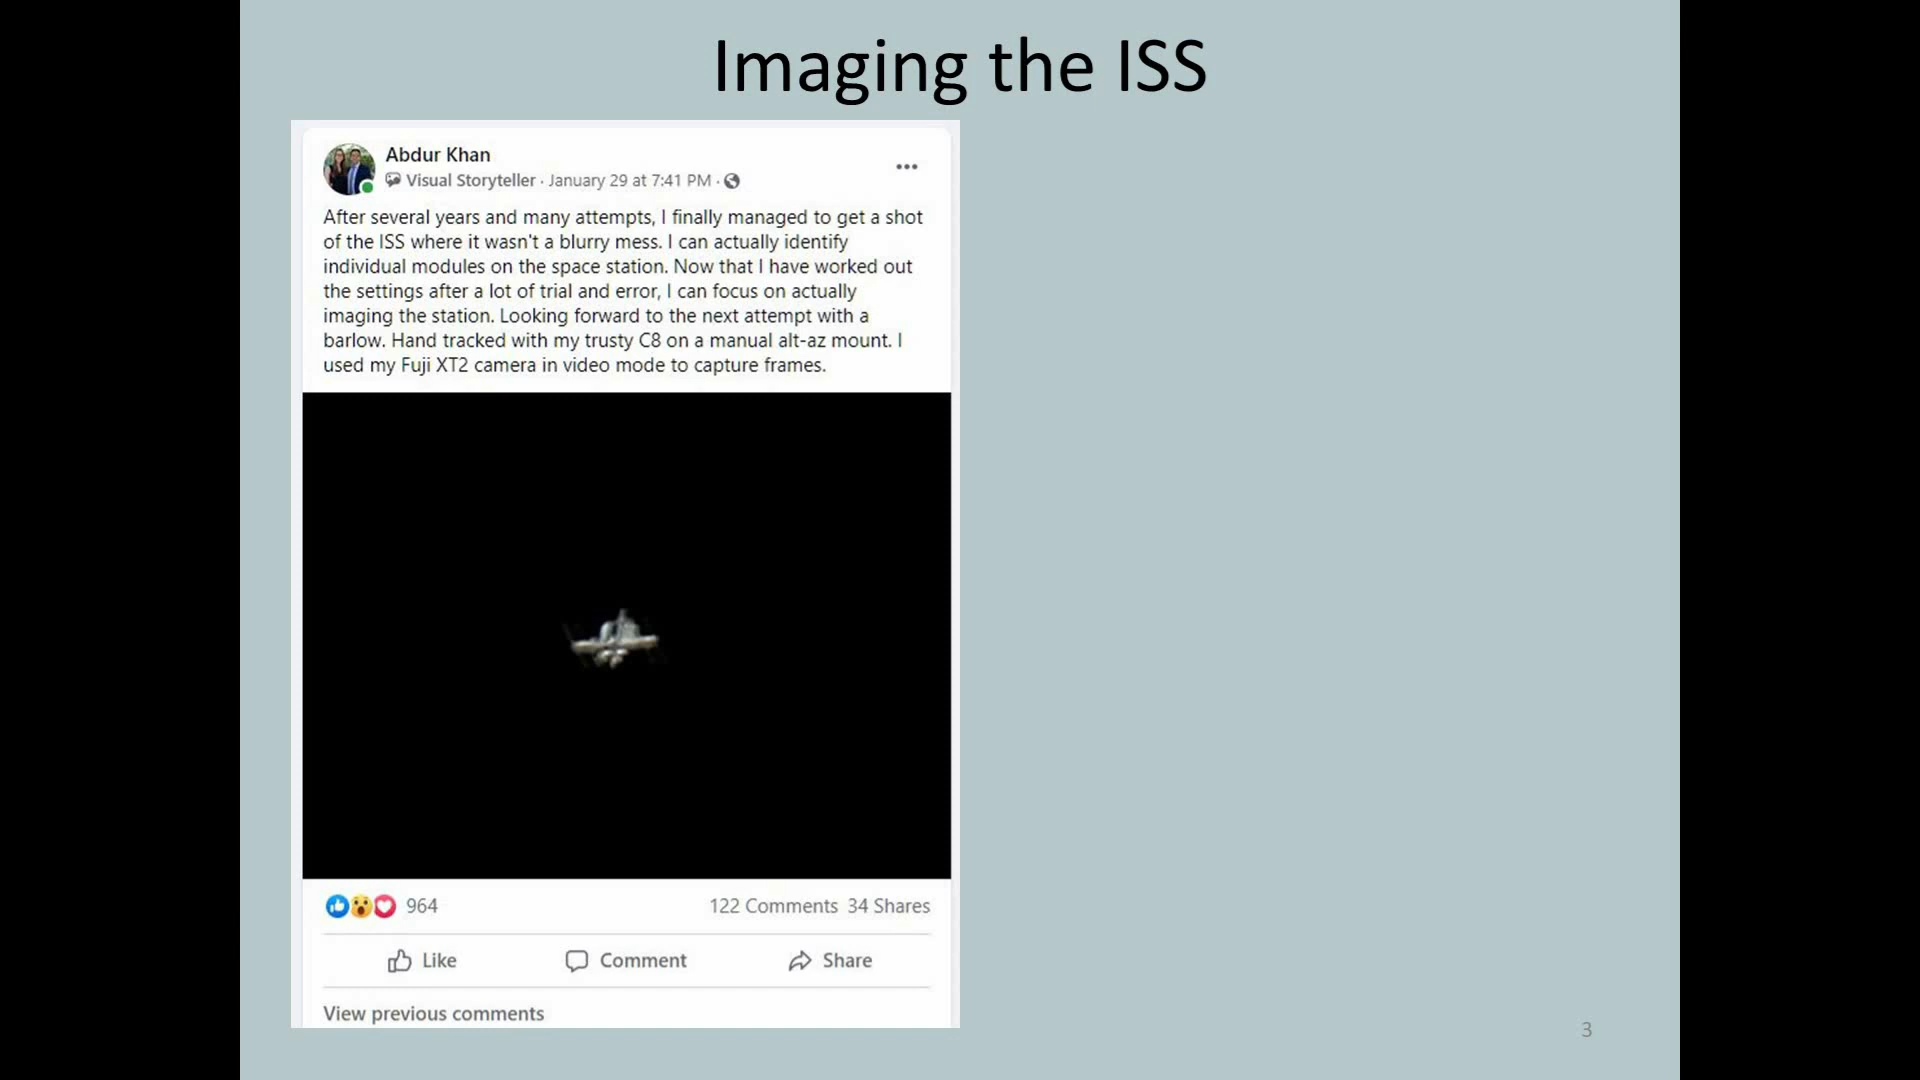 Imaging the ISS
Abdur Khan
Visual Storyteller · January 29 at 7:41 PM ·
After several years and many attempts, I finally managed to get a shot
of the ISS where it wasn't a blurry mess. I can actually identify
individual modules on the space station. Now that I have worked out
the settings after a lot of trial and error, I can focus on actually
imaging the station. Looking forward to the next attempt with a
barlow. Hand tracked with my trusty C8 on a manual alt-az mount. I
used my Fuji XT2 camera in video mode to capture frames.
964 122 Comments 34 Shares
Like Comment Share
View previous comments
3